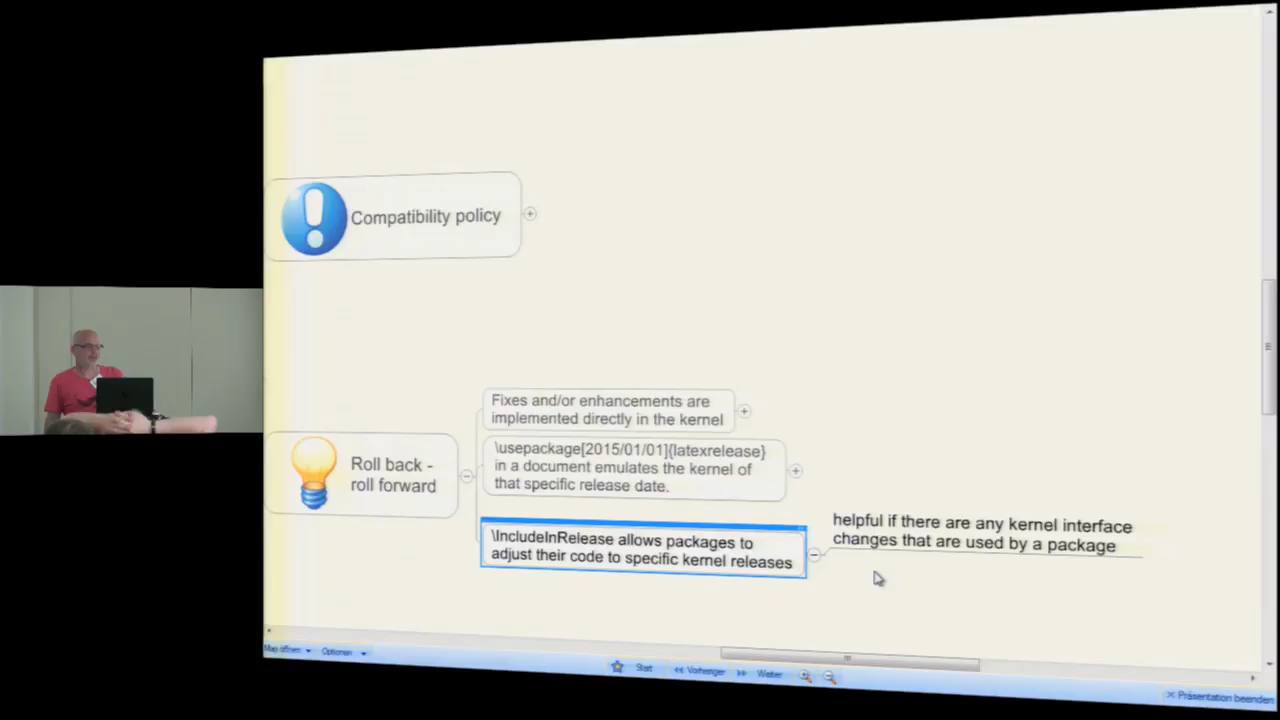 Compatibility policy
Fixes and/or enhancements are
implemented directly in the kernel
\usepackage[2015/01/01]{latexrelease}
in a document emulates the kernel of
that specific release date.
Roll back -
roll forward
\IncludeInRelease allows packages to
adjust their code to specific kernel releases
helpful if there are any kernel interface
changes that are used by a package
Map öffnen
Optionen
Start
Vorheriger
Weiter
Präsentation beenden